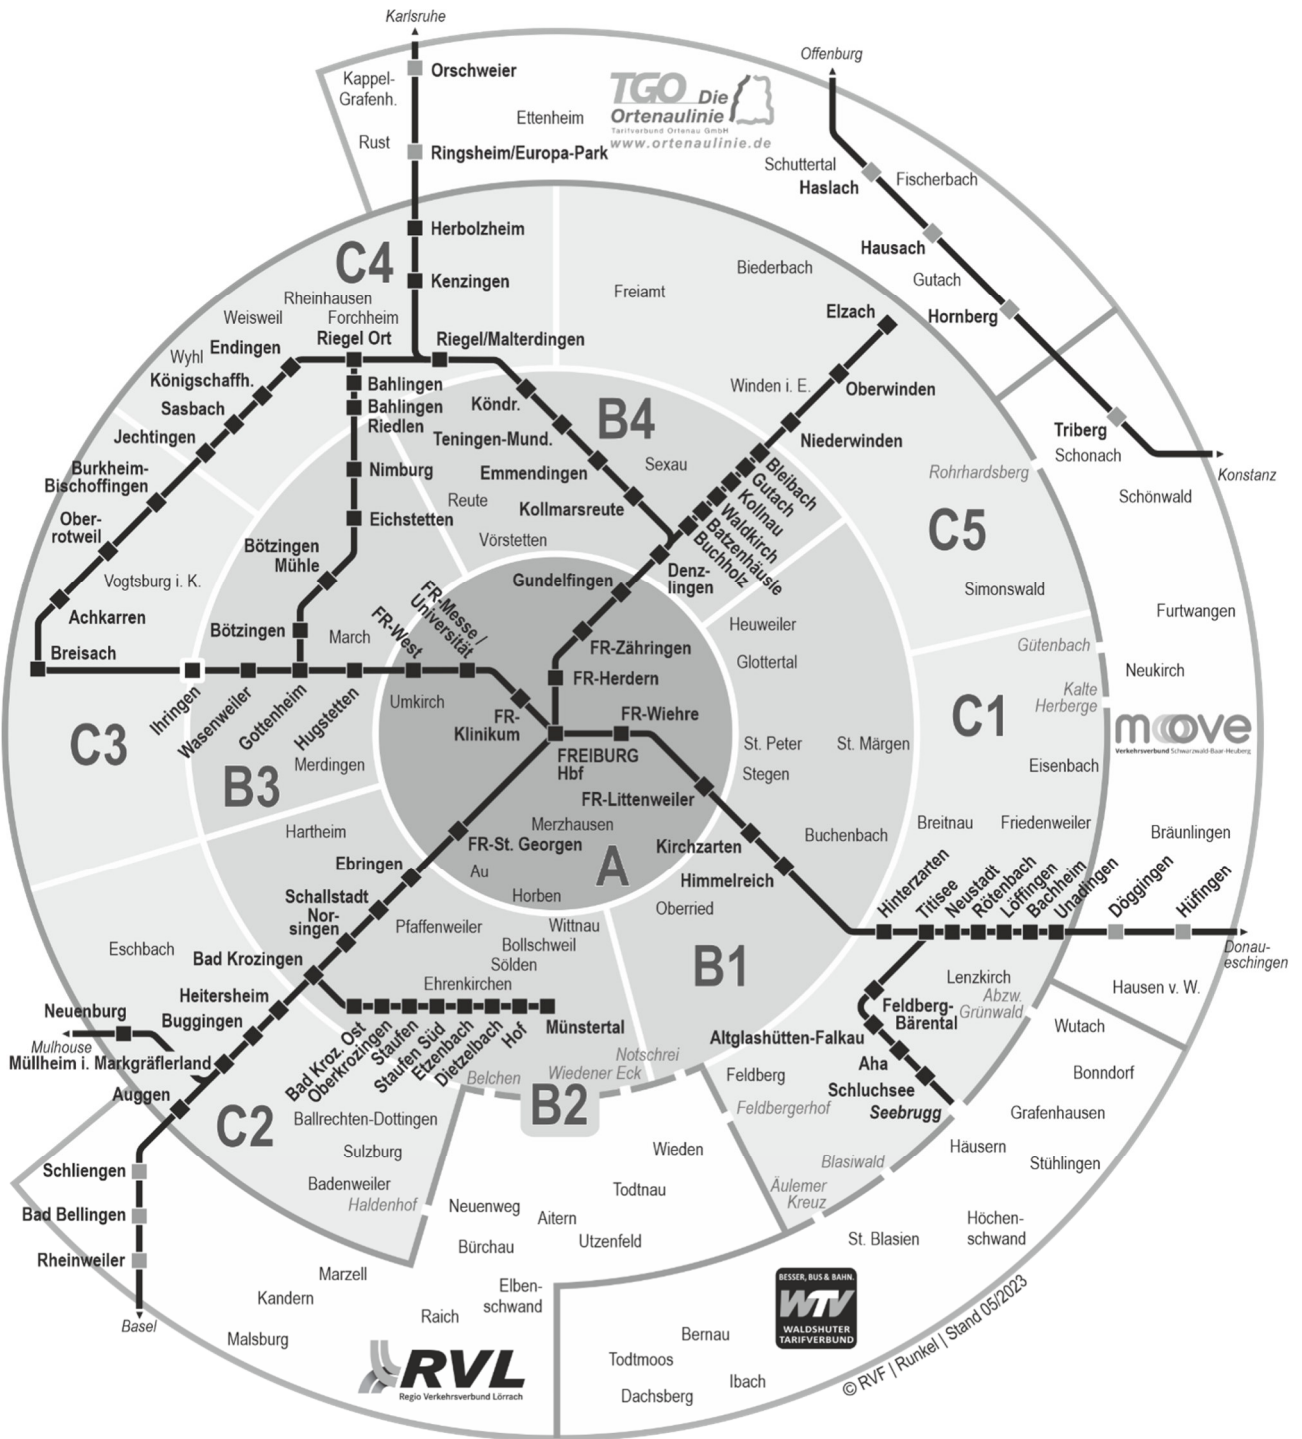 Karlsruhe
Orschweier
Kappel-
Grafenh.
Rust
Ettenheim
Ringsheim/Europa-Park
TGO Die
Ortenaulinie
Tarifverbund Ortenau GmbH
www.ortenaulinie.de
Offenburg
Schuttertal
Haslach
Fischerbach
Hausach
Gutach
Hornberg
Triberg
Schonach
Konstanz
Schönwald
Furtwangen
Neukirch
C4
Herbolzheim
Kenzingen
Rheinhausen
Weisweil
Forchheim
Riegel Ort
Riegel/Malterdingen
Wyhl
Endingen
Königschaffh.
Sasbach
Jechtingen
Burkheim-
Bischoffingen
Ober-
rotweil
Vogtsburg i. K.
Achkarren
Breisach
Bahlingen
Bahlingen
Riedlen
Nimburg
Eichstetten
Bötzingen
Mühle
Bötzingen
March
Freiamt
Biederbach
Elzach
Oberwinden
Winden i. E.
Niederwinden
B4
Köndr.
Teningen-Mund.
Emmendingen
Sexau
Kollmarsreute
Reute
Vörstetten
Bleibach
Gutach
Kollnau
Waldkirch
Batzenhäusle
Buchholz
Denz-
lingen
Gundelfingen
FR-Zähringen
FR-Herdern
FR-Wiehre
FR-Messe /
Universität
FR-West
Umkirch
FR-
Klinikum
FREIBURG
Hbf
Rohrhardsberg
C5
Simonswald
Heuweiler
Glottertal
Gütenbach
Kalte
Herberge
C1
moove
Verkehrsverbund Schwarzwald-Baar-Heuberg
Eisenbach
Ihringen
Wasenweiler
Gottenheim
Hugstetten
C3
B3
Merdingen
St. Peter
St. Märgen
Stegen
FR-Littenweiler
Buchenbach
Breitnau
Friedenweiler
Bräunlingen
Merzhausen
FR-St. Georgen
Au
A
Horben
Kirchzarten
Himmelreich
Oberried
Hinterzarten
Titisee
Neustadt
Rötenbach
Löffingen
Bachheim
Unadingen
Döggingen
Hüfingen
Donau-
eschingen
Hausen v. W.
Hartheim
Ebringen
Schallstadt
Nor-
singen
Pfaffenweiler
Wittnau
Bollschweil
Sölden
Ehrenkirchen
Eschbach
Bad Krozingen
Heitersheim
Buggingen
Neuenburg
Mulhouse
Müllheim i. Markgräflerland
Auggen
Bad Kroz. Ost
Oberkrozingen
Staufen
Staufen Süd
Etzenbach
Dietzelbach
Hof
Münstertal
B1
Lenzkirch
Abzw.
Grünwald
Feldberg-
Bärental
Altglashütten-Falkau
Aha
Schluchsee
Seebrugg
Feldberg
Feldbergerhof
Notschrei
Wiedener Eck
Belchen
B2
C2
Ballrechten-Dottingen
Sulzburg
Badenweiler
Haldenhof
Schliengen
Bad Bellingen
Rheinweiler
Basel
Wutach
Bonndorf
Grafenhausen
Stühlingen
Häusern
Blasiwald
Äulemer
Kreuz
St. Blasien
Höchen-
schwand
Wieden
Todtnau
Neuenweg
Aitern
Utzenfeld
Bürchau
Elben-
schwand
Raich
Marzell
Kandern
Malsburg
RVL
Regio Verkehrsverbund Lörrach
BESSER, BUS & BAHN.
WTV
WALDSHUTER
TARIFVERBUND
Bernau
Todtmoos
Ibach
Dachsberg
© RVF | Runkel | Stand 05/2023